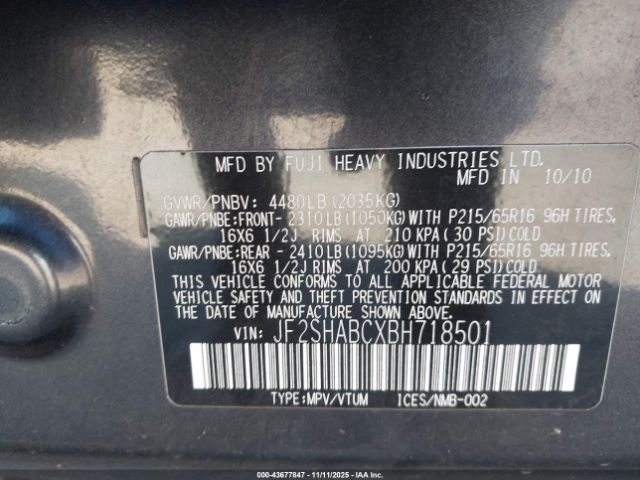 MFD BY FUJI HEAVY INDUSTRIES LTD.
MFD IN 10/10
GVWR/PNBV: 4480LB(2035KG)
GAWR/PNBE:FRONT- 2310LB(1050KG)WITH P215/65R16 96H TIRES,
16X6 1/2J RIMS AT 210 KPA(30 PSI)COLD
GAWR/PNBE:REAR - 2410LB(1095KG)WITH P215/65R16 96H TIRES,
16X6 1/2J RIMS AT 200 KPA(29 PSI)COLD
THIS VEHICLE CONFORMS TO ALL APPLICABLE FEDERAL MOTOR
VEHICLE SAFETY AND THEFT PREVENTION STANDARDS IN EFFECT ON
THE DATE OF MANUFACTURE SHOWN ABOVE.
VIN: JF2SHABCXBH718501
TYPE:MPV/VTUM ICES/NMB-002
000-43677847 - 11/11/2025 - IAAI.com